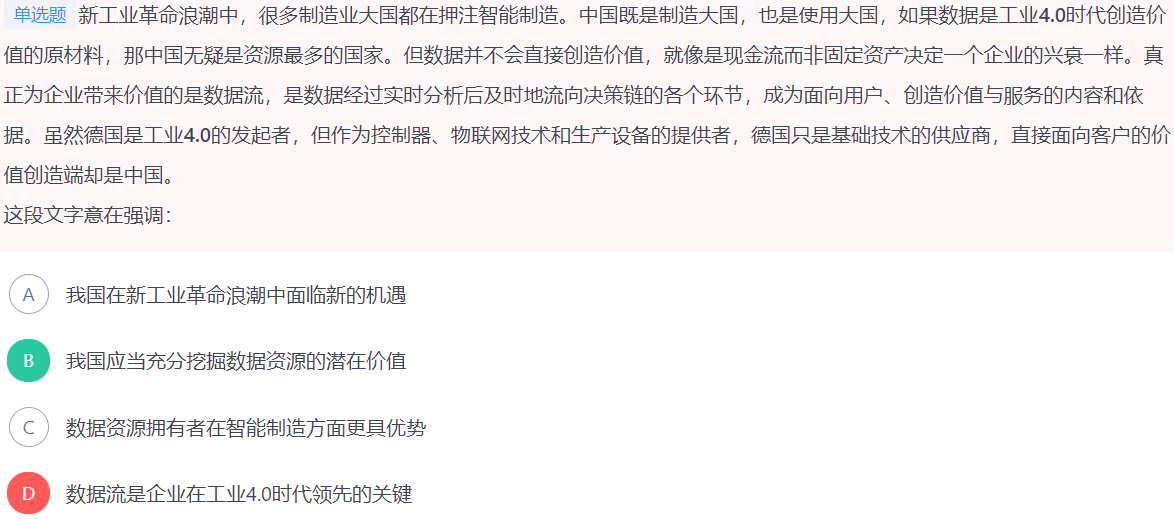 单选题 新工业革命浪潮中，很多制造业大国都在押注智能制造。中国既是制造大国，也是使用大国，如果数据是工业4.0时代创造价
值的原材料，那中国无疑是资源最多的国家。但数据并不会直接创造价值，就像是现金流而非固定资产决定一个企业的兴衰一样。真
正为企业带来价值的是数据流，是数据经过实时分析后及时地流向决策链的各个环节，成为面向用户、创造价值与服务的内容和依
据。虽然德国是工业4.0的发起者，但作为控制器、物联网技术和生产设备的提供者，德国只是基础技术的供应商，直接面向客户的价
值创造端却是中国。
这段文字意在强调：
A 我国在新工业革命浪潮中面临新的机遇
B 我国应当充分挖掘数据资源的潜在价值
C 数据资源拥有者在智能制造方面更具优势
D 数据流是企业在工业4.0时代领先的关键